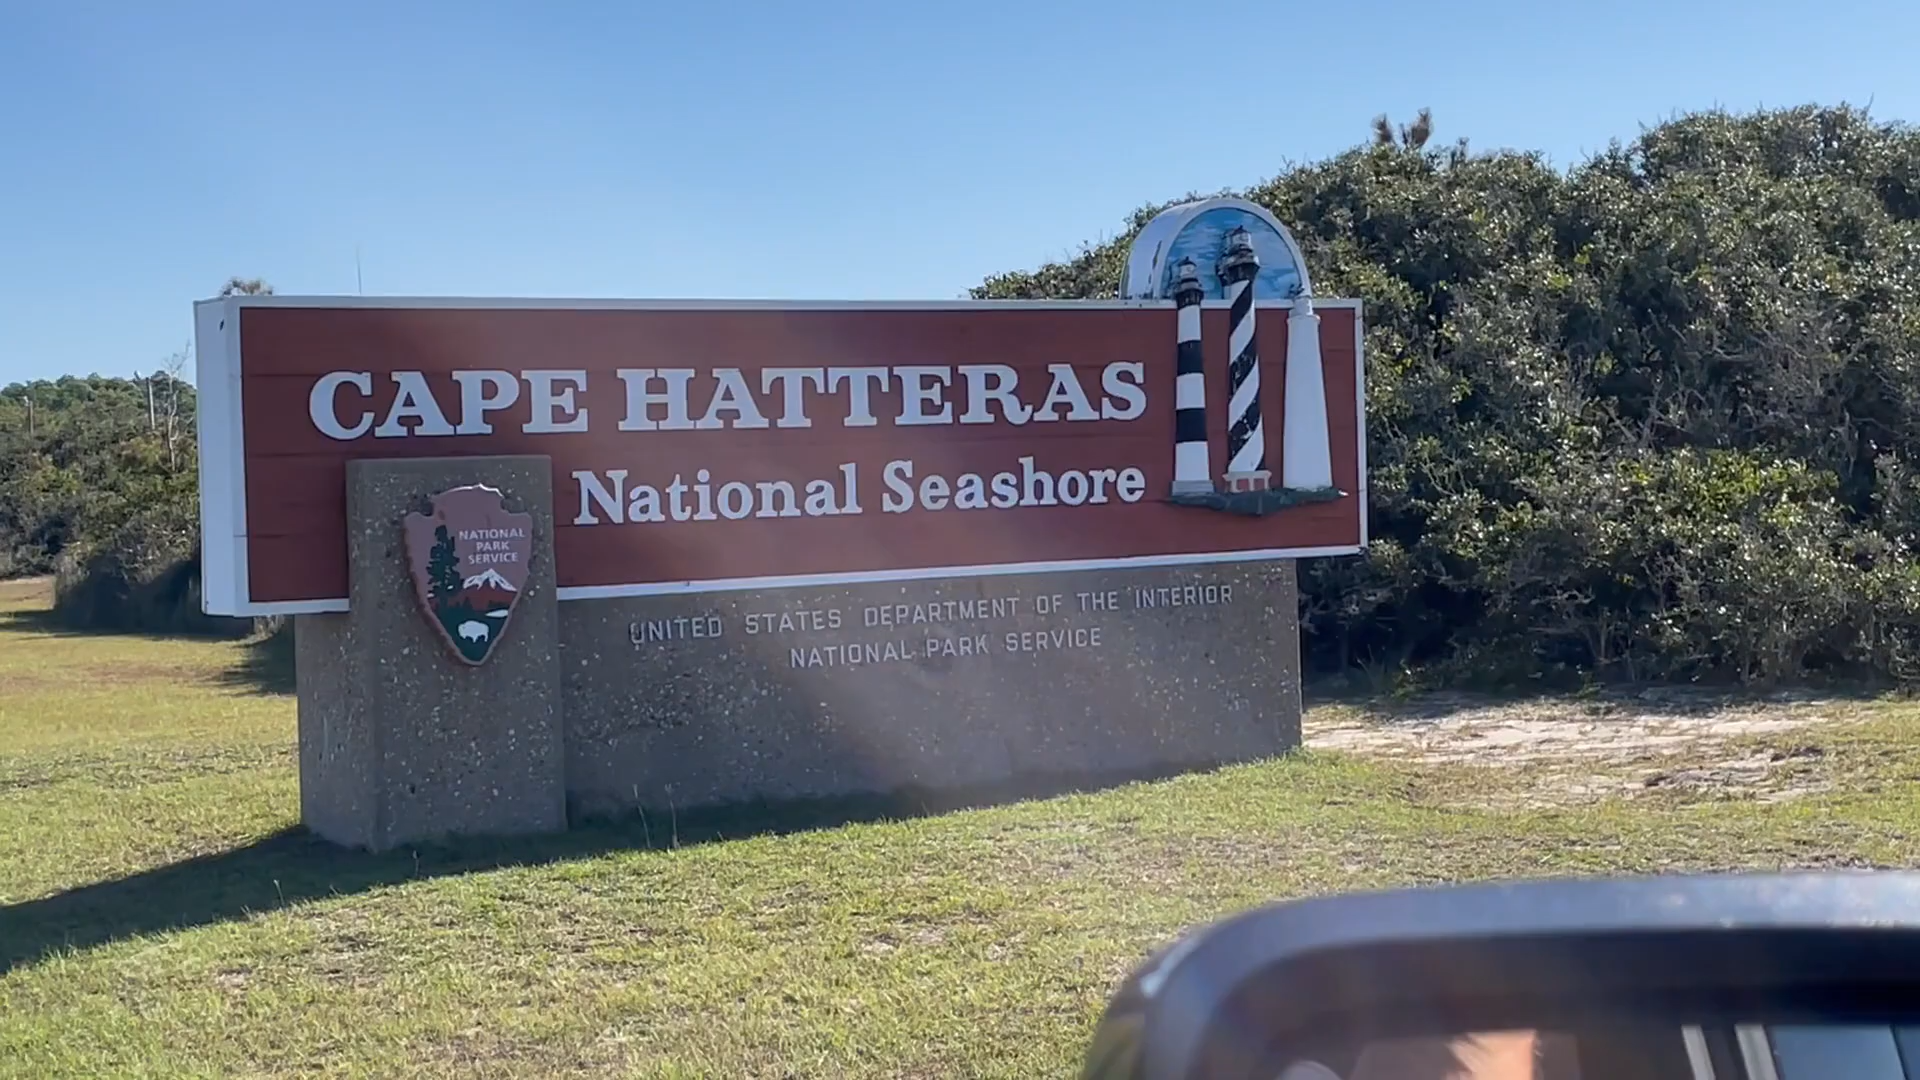 CAPE HATTERAS
National Seashore
NATIONAL
PARK
SERVICE
UNITED STATES DEPARTMENT OF THE INTERIOR
NATIONAL PARK SERVICE